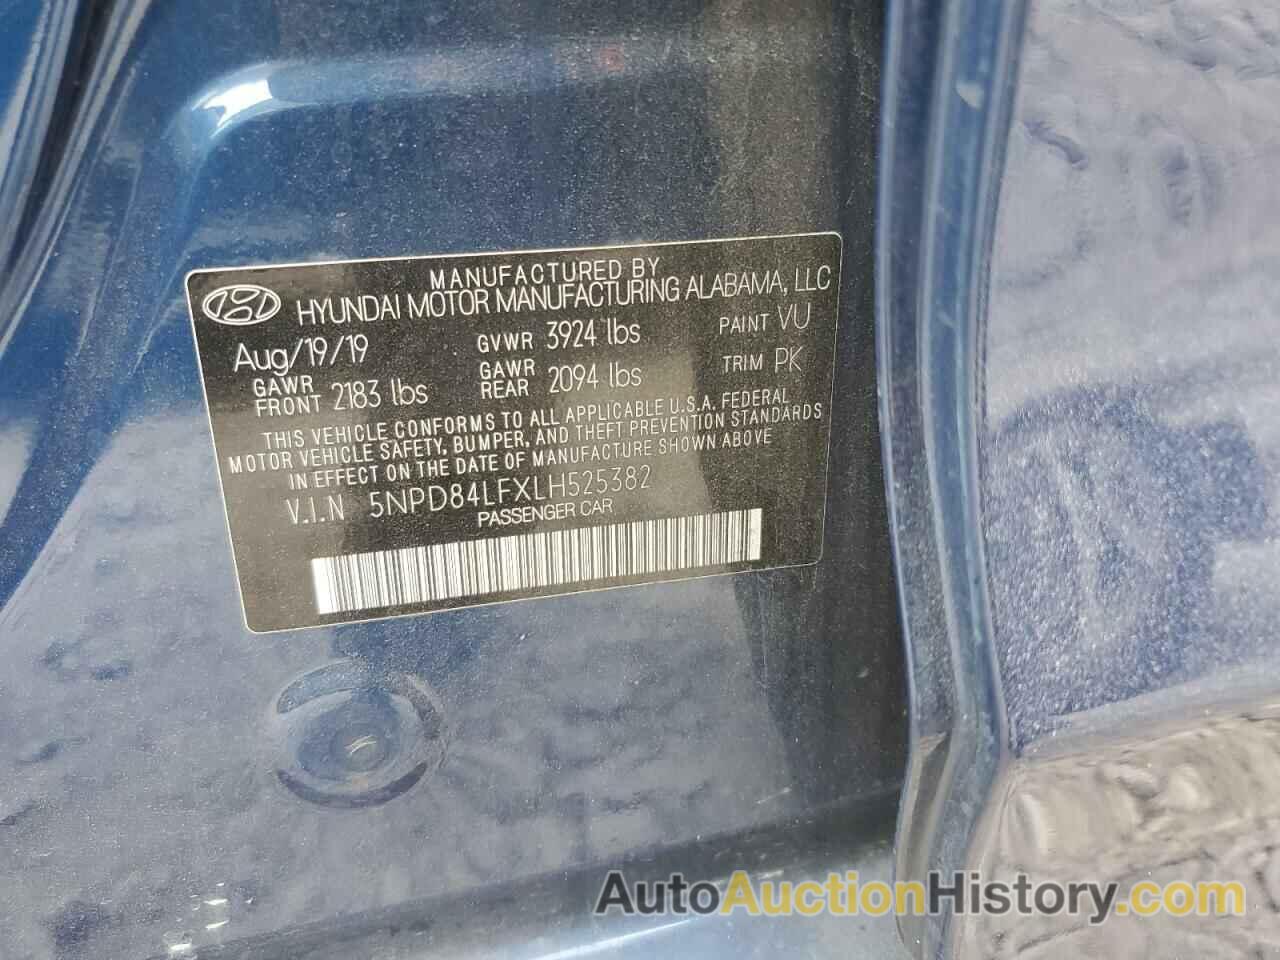 MANUFACTURED BY
HYUNDAI MOTOR MANUFACTURING ALABAMA, LLC
Aug/19/19 GVWR 3924 lbs PAINT VU
GAWR FRONT 2183 lbs GAWR REAR 2094 lbs TRIM PK
THIS VEHICLE CONFORMS TO ALL APPLICABLE U.S.A. FEDERAL
MOTOR VEHICLE SAFETY, BUMPER, AND THEFT PREVENTION STANDARDS
IN EFFECT ON THE DATE OF MANUFACTURE SHOWN ABOVE
V.I.N 5NPD84LFXLH525382
PASSENGER CAR
AutoAuctionHistory.com